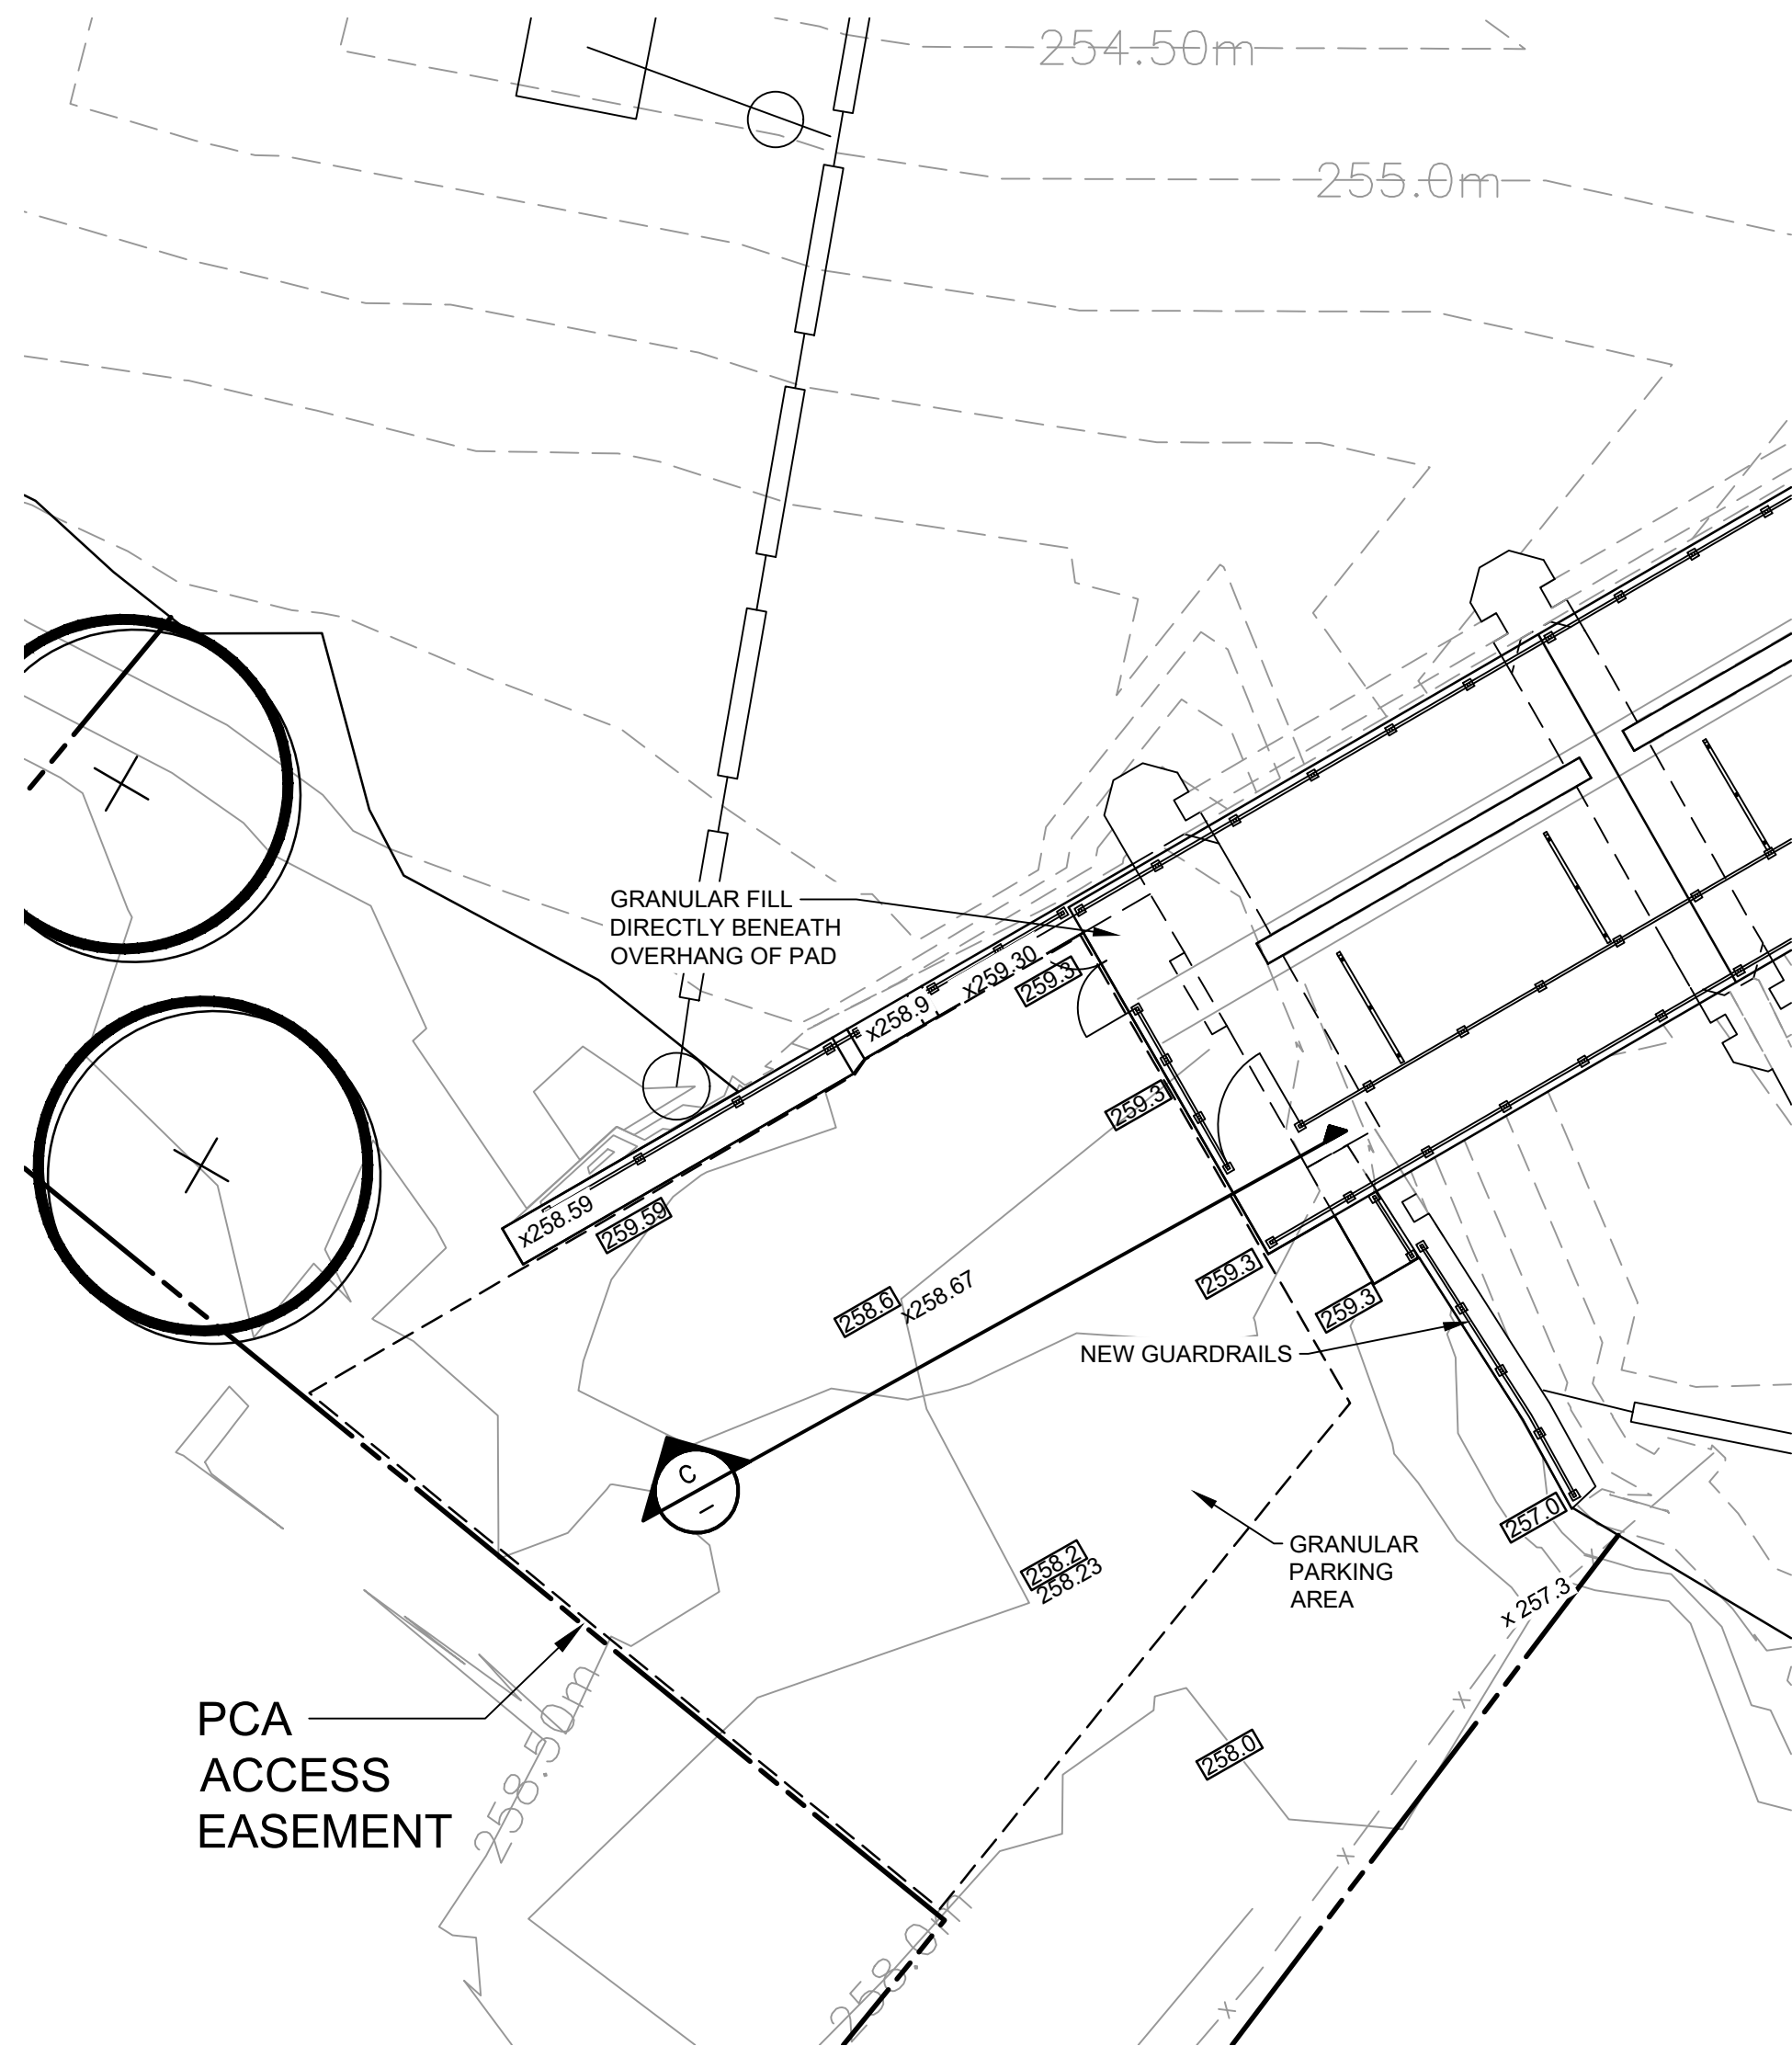 254.50m
255.0m
GRANULAR FILL
DIRECTLY BENEATH
OVERHANG OF PAD
x259.30
259.3
x258.9
259.3
x258.59
259.59
259.3
258.6
x258.67
259.3
NEW GUARDRAILS
C
–
257.0
GRANULAR
PARKING
AREA
258.2
258.23
x 257.3
PCA
ACCESS
EASEMENT
258.50m
258.0
258.0m